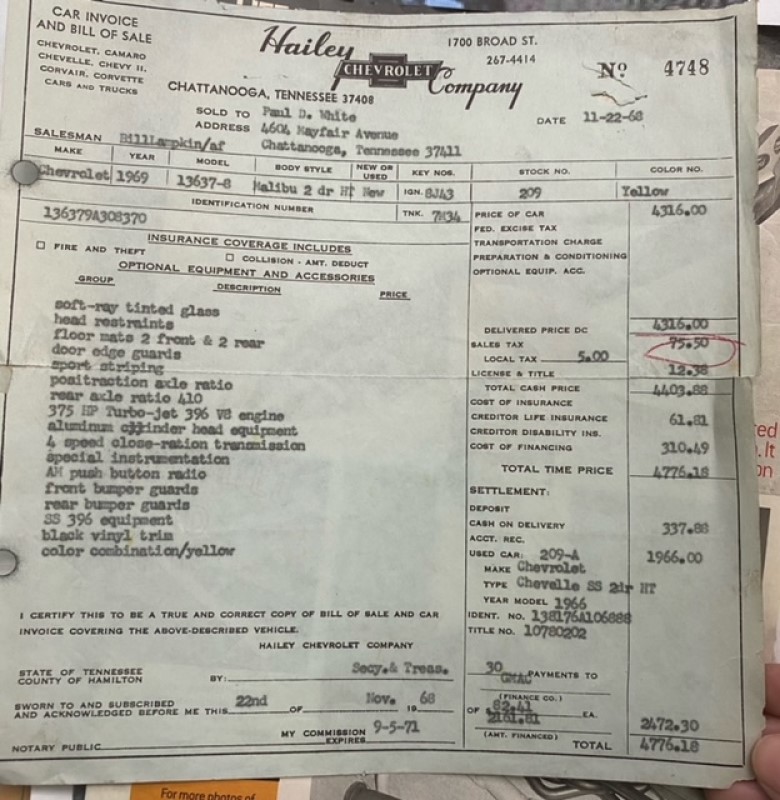 CAR INVOICE
AND BILL OF SALE
CHEVROLET, CAMARO
CHEVELLE, CHEVY II,
CORVAIR, CORVETTE
CARS AND TRUCKS
Hailey
CHEVROLET
Company
CHATTANOOGA, TENNESSEE 37408
1700 BROAD ST.
267-4414
No 4748
SOLD TO Paul D. White
ADDRESS 4604 Mayfair Avenue
Chattanooga, Tennessee 37411
DATE 11-22-68
SALESMAN Bill Lampkin/af
MAKE YEAR MODEL BODY STYLE NEW OR USED KEY NOS. STOCK NO. COLOR NO.
Chevrolet 1969 13637-8 Malibu 2 dr HT New IGN. 8J43 209 Yellow
IDENTIFICATION NUMBER
136379A308370 TNK. 7H34
INSURANCE COVERAGE INCLUDES
FIRE AND THEFT COLLISION - AMT. DEDUCT
OPTIONAL EQUIPMENT AND ACCESSORIES
GROUP DESCRIPTION PRICE
soft-ray tinted glass
head restraints
floor mats 2 front & 2 rear
door edge guards
sport striping
positraction axle ratio
rear axle ratio 410
375 HP Turbo-jet 396 V8 engine
aluminum cylinder head equipment
4 speed close-ration transmission
special instrumentation
AM push button radio
front bumper guards
rear bumper guards
SS 396 equipment
black vinyl trim
color combination/yellow
PRICE OF CAR 4316.00
FED. EXCISE TAX
TRANSPORTATION CHARGE
PREPARATION & CONDITIONING
OPTIONAL EQUIP. ACC.
DELIVERED PRICE DC 4316.00
SALES TAX 75.50
LOCAL TAX 5.00
LICENSE & TITLE 12.38
TOTAL CASH PRICE 4403.88
COST OF INSURANCE
CREDITOR LIFE INSURANCE 61.81
CREDITOR DISABILITY INS.
COST OF FINANCING 310.49
TOTAL TIME PRICE 4776.18
SETTLEMENT:
DEPOSIT
CASH ON DELIVERY 337.88
ACCT. REC.
USED CAR: 209-A 1966.00
MAKE Chevrolet
TYPE Chevelle SS 2dr HT
YEAR MODEL 1966
IDENT. NO. 138176A106888
TITLE NO. 10780202
I CERTIFY THIS TO BE A TRUE AND CORRECT COPY OF BILL OF SALE AND CAR
INVOICE COVERING THE ABOVE-DESCRIBED VEHICLE.
HAILEY CHEVROLET COMPANY
STATE OF TENNESSEE
COUNTY OF HAMILTON
BY: Secy.& Treas.
SWORN TO AND SUBSCRIBED
AND ACKNOWLEDGED BEFORE ME THIS 22nd OF Nov. 19 68
MY COMMISSION EXPIRES 9-5-71
NOTARY PUBLIC
30 PAYMENTS TO
GMAC
(FINANCE CO.)
OF 82.41 EA.
2472.30
(AMT. FINANCED)
TOTAL 4776.18
ed
. It
on
For more photos of